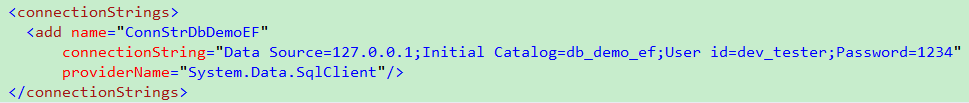 <connectionStrings>
<add name="ConnStrDbDemoEF"
connectionString="Data Source=127.0.0.1;Initial Catalog=db_demo_ef;User id=dev_tester;Password=1234"
providerName="System.Data.SqlClient"/>
</connectionStrings>